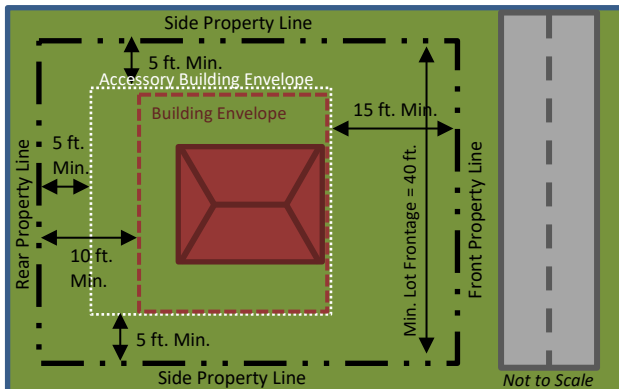 Side Property Line
5 ft. Min.
Accessory Building Envelope
Building Envelope
15 ft. Min.
5 ft.
Min.
Rear Property Line
10 ft.
Min.
Min. Lot Frontage = 40 ft.
Front Property Line
5 ft. Min.
Side Property Line
Not to Scale